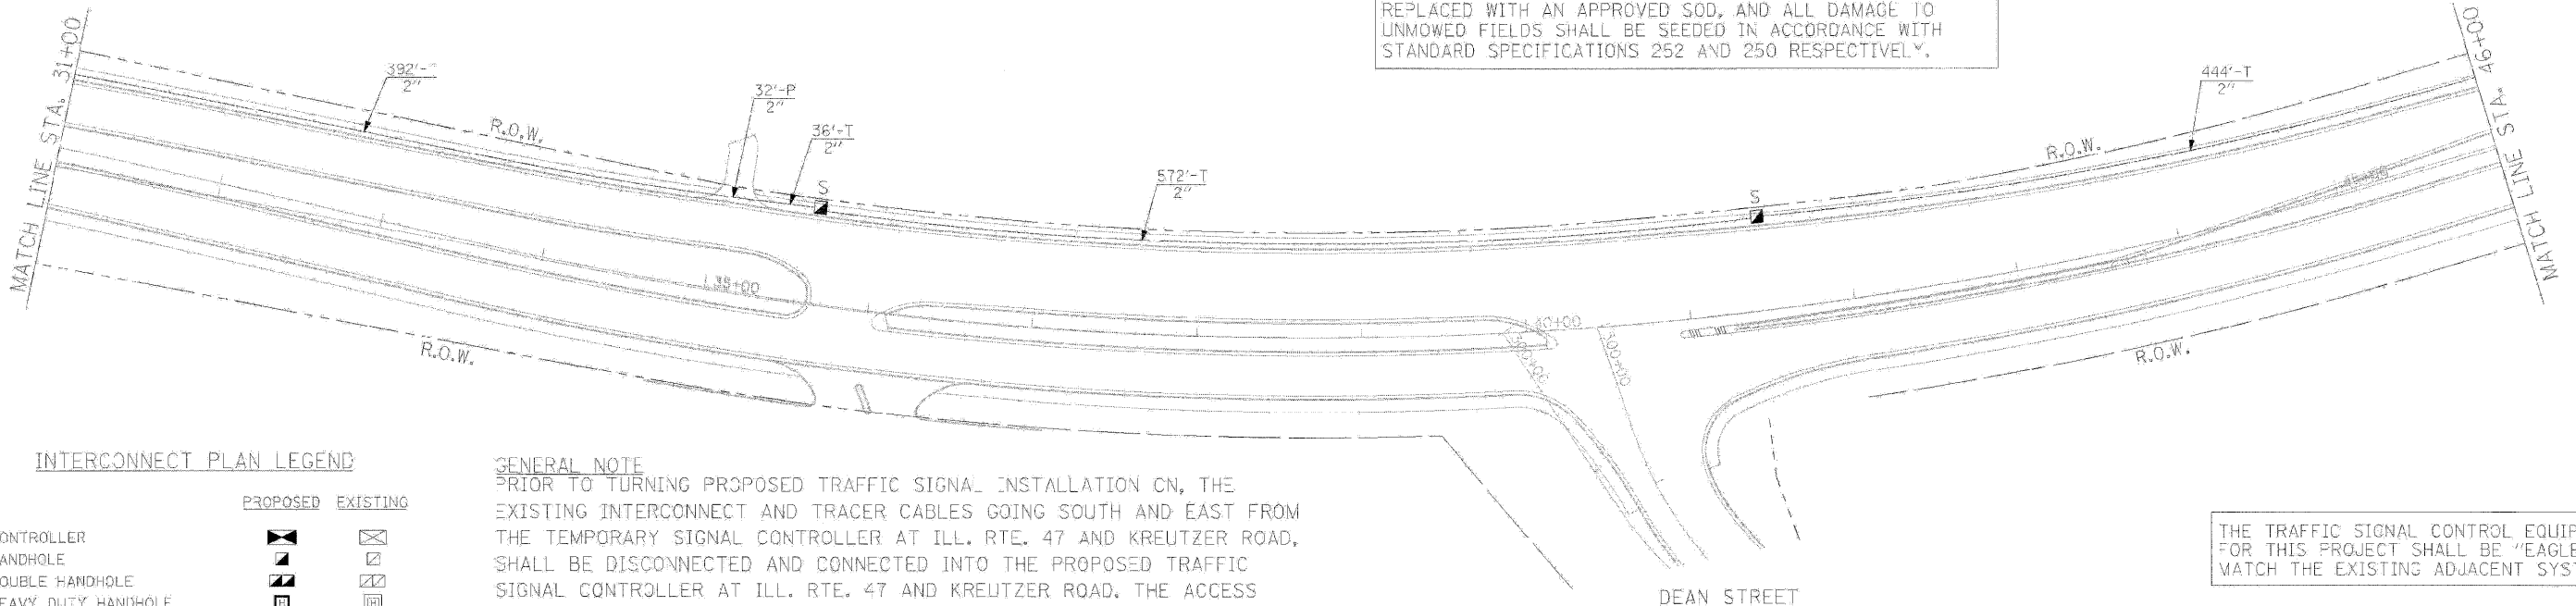 REPLACED WITH AN APPROVED SOD, AND ALL DAMAGE TO
UNMOWED FIELDS SHALL BE SEEDED IN ACCORDANCE WITH
STANDARD SPECIFICATIONS 252 AND 250 RESPECTIVELY.
MATCH LINE STA. 31+00
392'-T
2"
R.O.W.
32'-P
2"
36'-T
2"
S
572'-T
2"
S
R.O.W.
444'-T
2"
MATCH LINE STA. 46+00
40+00
R.O.W.
R.O.W.
INTERCONNECT PLAN LEGEND
PROPOSED EXISTING
ONTROLLER
ANDHOLE
OUBLE HANDHOLE
EAVY DUTY HANDHOLE
H H
GENERAL NOTE
PRIOR TO TURNING PROPOSED TRAFFIC SIGNAL INSTALLATION ON, THE
EXISTING INTERCONNECT AND TRACER CABLES GOING SOUTH AND EAST FROM
THE TEMPORARY SIGNAL CONTROLLER AT ILL. RTE. 47 AND KREUTZER ROAD,
SHALL BE DISCONNECTED AND CONNECTED INTO THE PROPOSED TRAFFIC
SIGNAL CONTROLLER AT ILL. RTE. 47 AND KREUTZER ROAD. THE ACCESS
DEAN STREET
THE TRAFFIC SIGNAL CONTROL EQUIP
FOR THIS PROJECT SHALL BE "EAGLE
MATCH THE EXISTING ADJACENT SYST